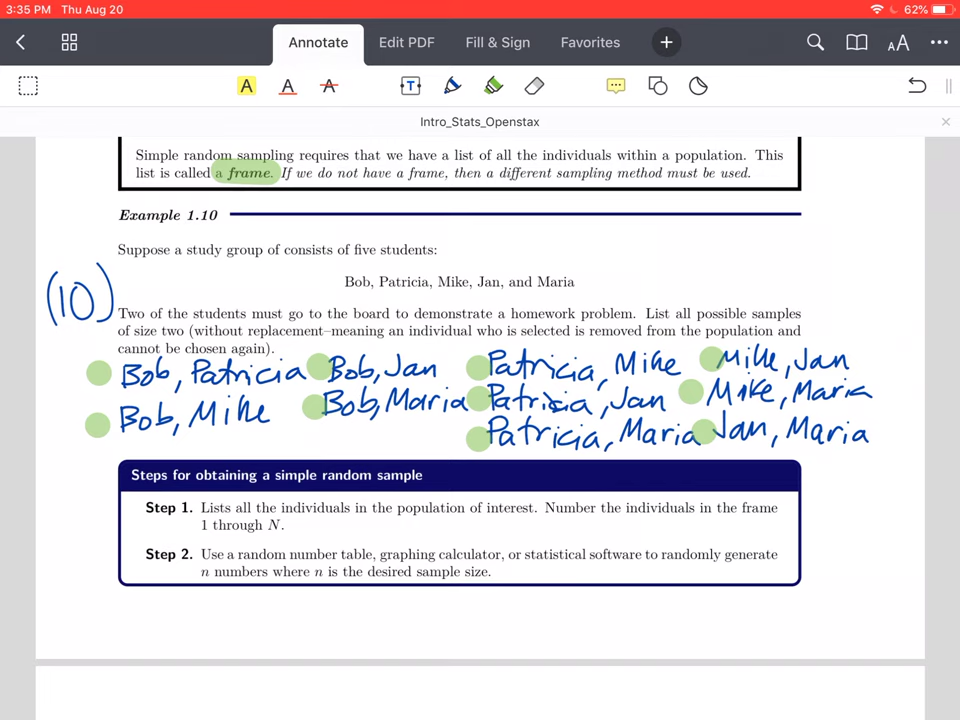 3:35 PM Thu Aug 20
62%
Annotate Edit PDF Fill & Sign Favorites
A A A T AA
Intro_Stats_Openstax
Simple random sampling requires that we have a list of all the individuals within a population. This
list is called a frame. If we do not have a frame, then a different sampling method must be used.
Example 1.10
Suppose a study group of consists of five students:
Bob, Patricia, Mike, Jan, and Maria
(10)
Two of the students must go to the board to demonstrate a homework problem. List all possible samples
of size two (without replacement–meaning an individual who is selected is removed from the population and
cannot be chosen again).
Bob, Patricia Bob, Jan Patricia, Mike Mike, Jan
Bob, Mike Bob, Maria Patricia, Jan Mike, Maria
Patricia, Maria Jan, Maria
Steps for obtaining a simple random sample
Step 1. Lists all the individuals in the population of interest. Number the individuals in the frame
1 through N.
Step 2. Use a random number table, graphing calculator, or statistical software to randomly generate
n numbers where n is the desired sample size.